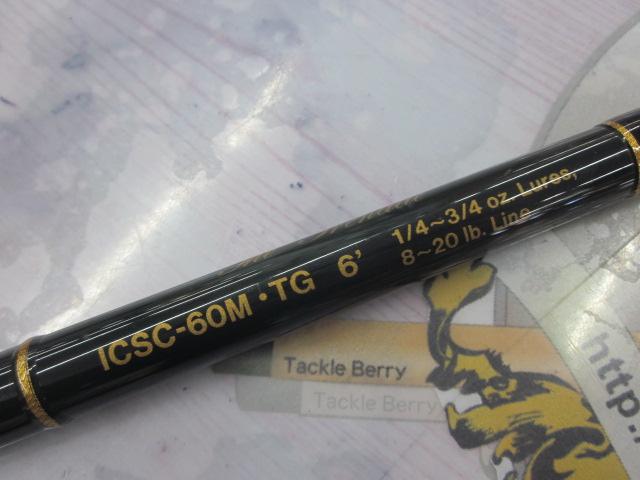 ICSC-60M·TG 6'
1/4~3/4 oz. Lures,
8~20 lb. Line
Tackle Berry
Tackle Berry
http:/